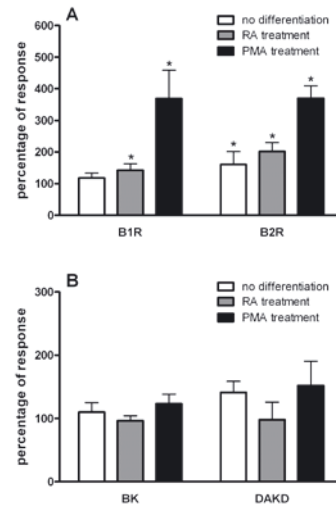 A
no differentiation
RA treatment
PMA treatment
percentage of response
600
500
400
300
200
100
0
*
*
*
*
*
B1R
B2R
B
no differentiation
RA treatment
PMA treatment
percentage of response
300
200
100
0
BK
DAKD